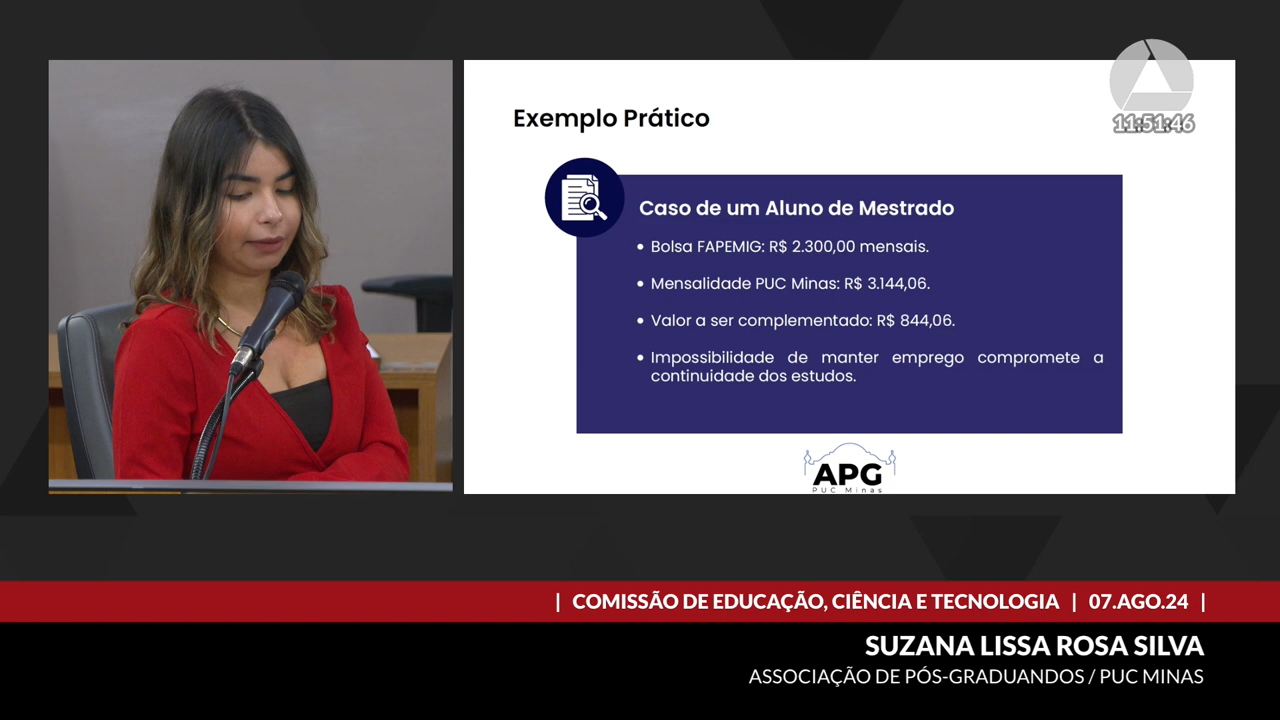 Exemplo Prático
11:51:46
Caso de um Aluno de Mestrado
• Bolsa FAPEMIG: R$ 2.300,00 mensais.
• Mensalidade PUC Minas: R$ 3.144,06.
• Valor a ser complementado: R$ 844,06.
• Impossibilidade de manter emprego compromete a
continuidade dos estudos.
APG
PUC Minas
| COMISSÃO DE EDUCAÇÃO, CIÊNCIA E TECNOLOGIA | 07.AGO.24 |
SUZANA LISSA ROSA SILVA
ASSOCIAÇÃO DE PÓS-GRADUANDOS / PUC MINAS